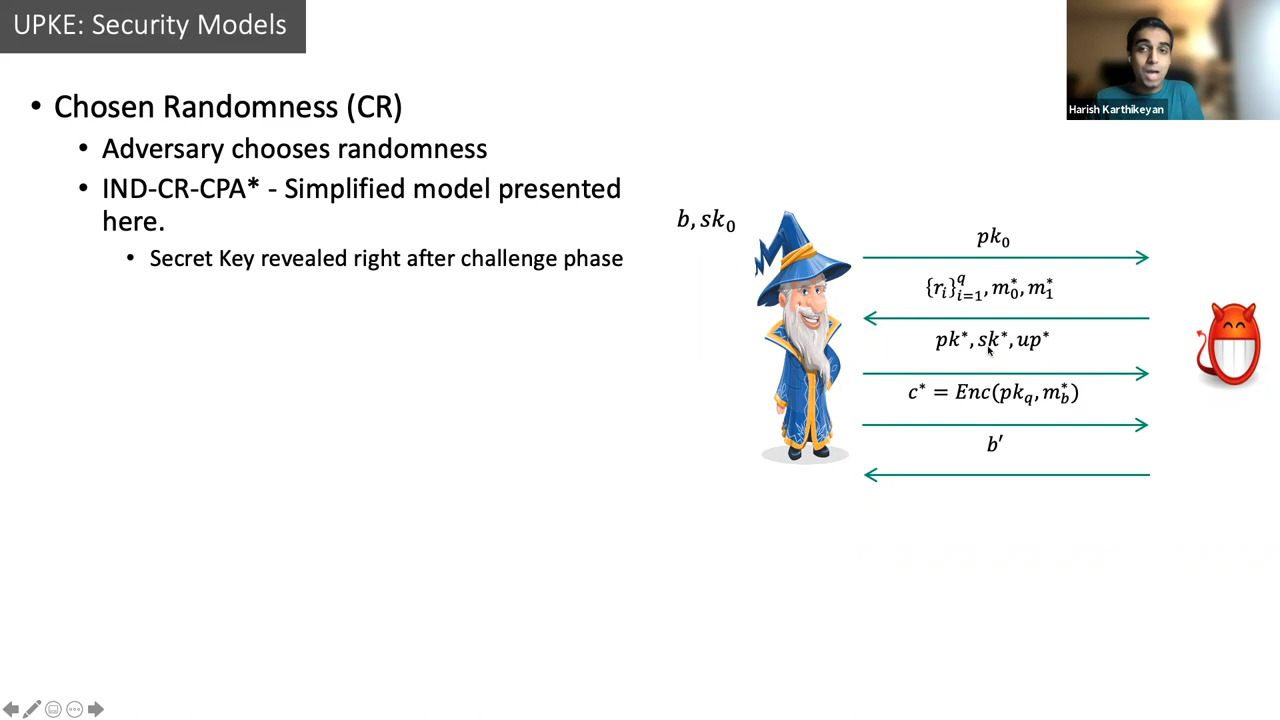 UPKE: Security Models
Harish Karthikeyan
• Chosen Randomness (CR)
• Adversary chooses randomness
• IND-CR-CPA* - Simplified model presented
here.
• Secret Key revealed right after challenge phase
b, sk₀
pk₀
{rᵢ}ᵢ₌₁^q, m₀*, m₁*
pk*, sk*, up*
c* = Enc(pk_q, m_b*)
b′